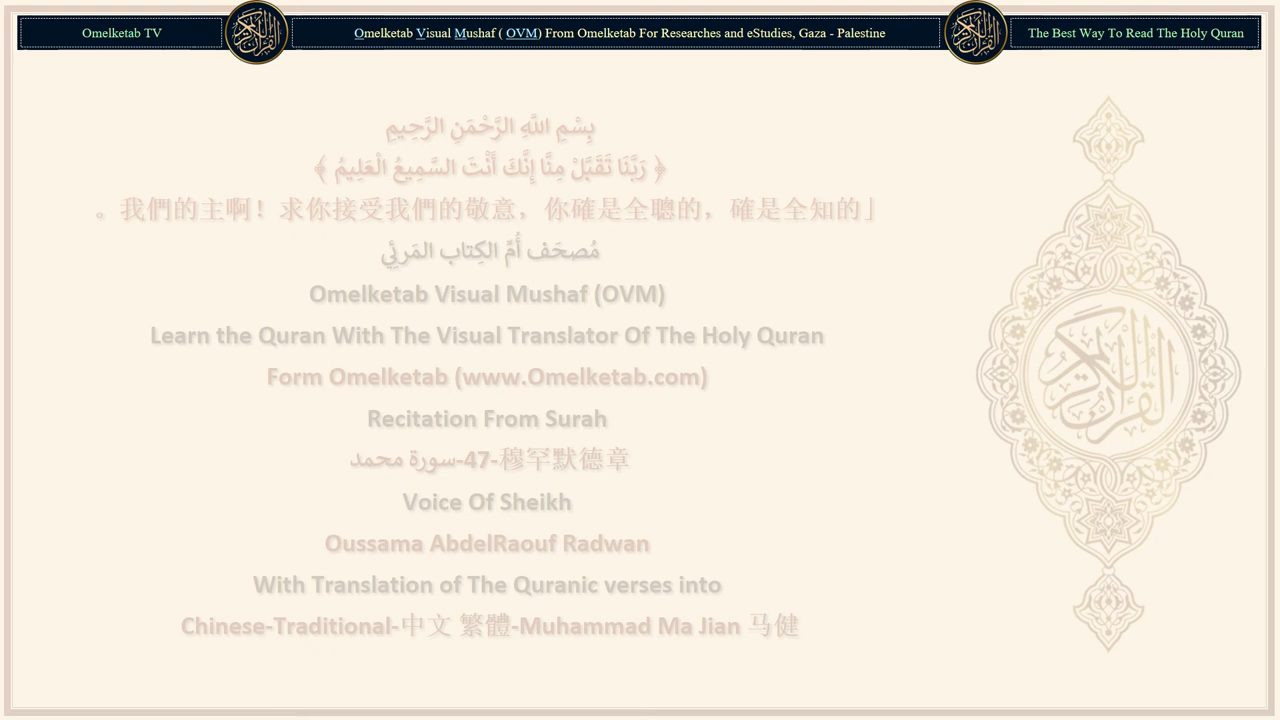 Omelketab TV
Omelketab Visual Mushaf ( OVM) From Omelketab For Researches and eStudies, Gaza - Palestine
The Best Way To Read The Holy Quran
بِسْمِ اللَّهِ الرَّحْمَنِ الرَّحِيمِ
﴿ رَبَّنَا تَقَبَّلْ مِنَّا إِنَّكَ أَنْتَ السَّمِيعُ الْعَلِيمُ ﴾
。我們的主啊！求你接受我們的敬意，你確是全聰的，確是全知的」
مُصحَف أُمِّ الكِتاب المَرئِي
Omelketab Visual Mushaf (OVM)
Learn the Quran With The Visual Translator Of The Holy Quran
Form Omelketab (www.Omelketab.com)
Recitation From Surah
سورة محمد-47-穆罕默德章
Voice Of Sheikh
Oussama AbdelRaouf Radwan
With Translation of The Quranic verses into
Chinese-Traditional-中文 繁體-Muhammad Ma Jian 马健
القرآن الكريم